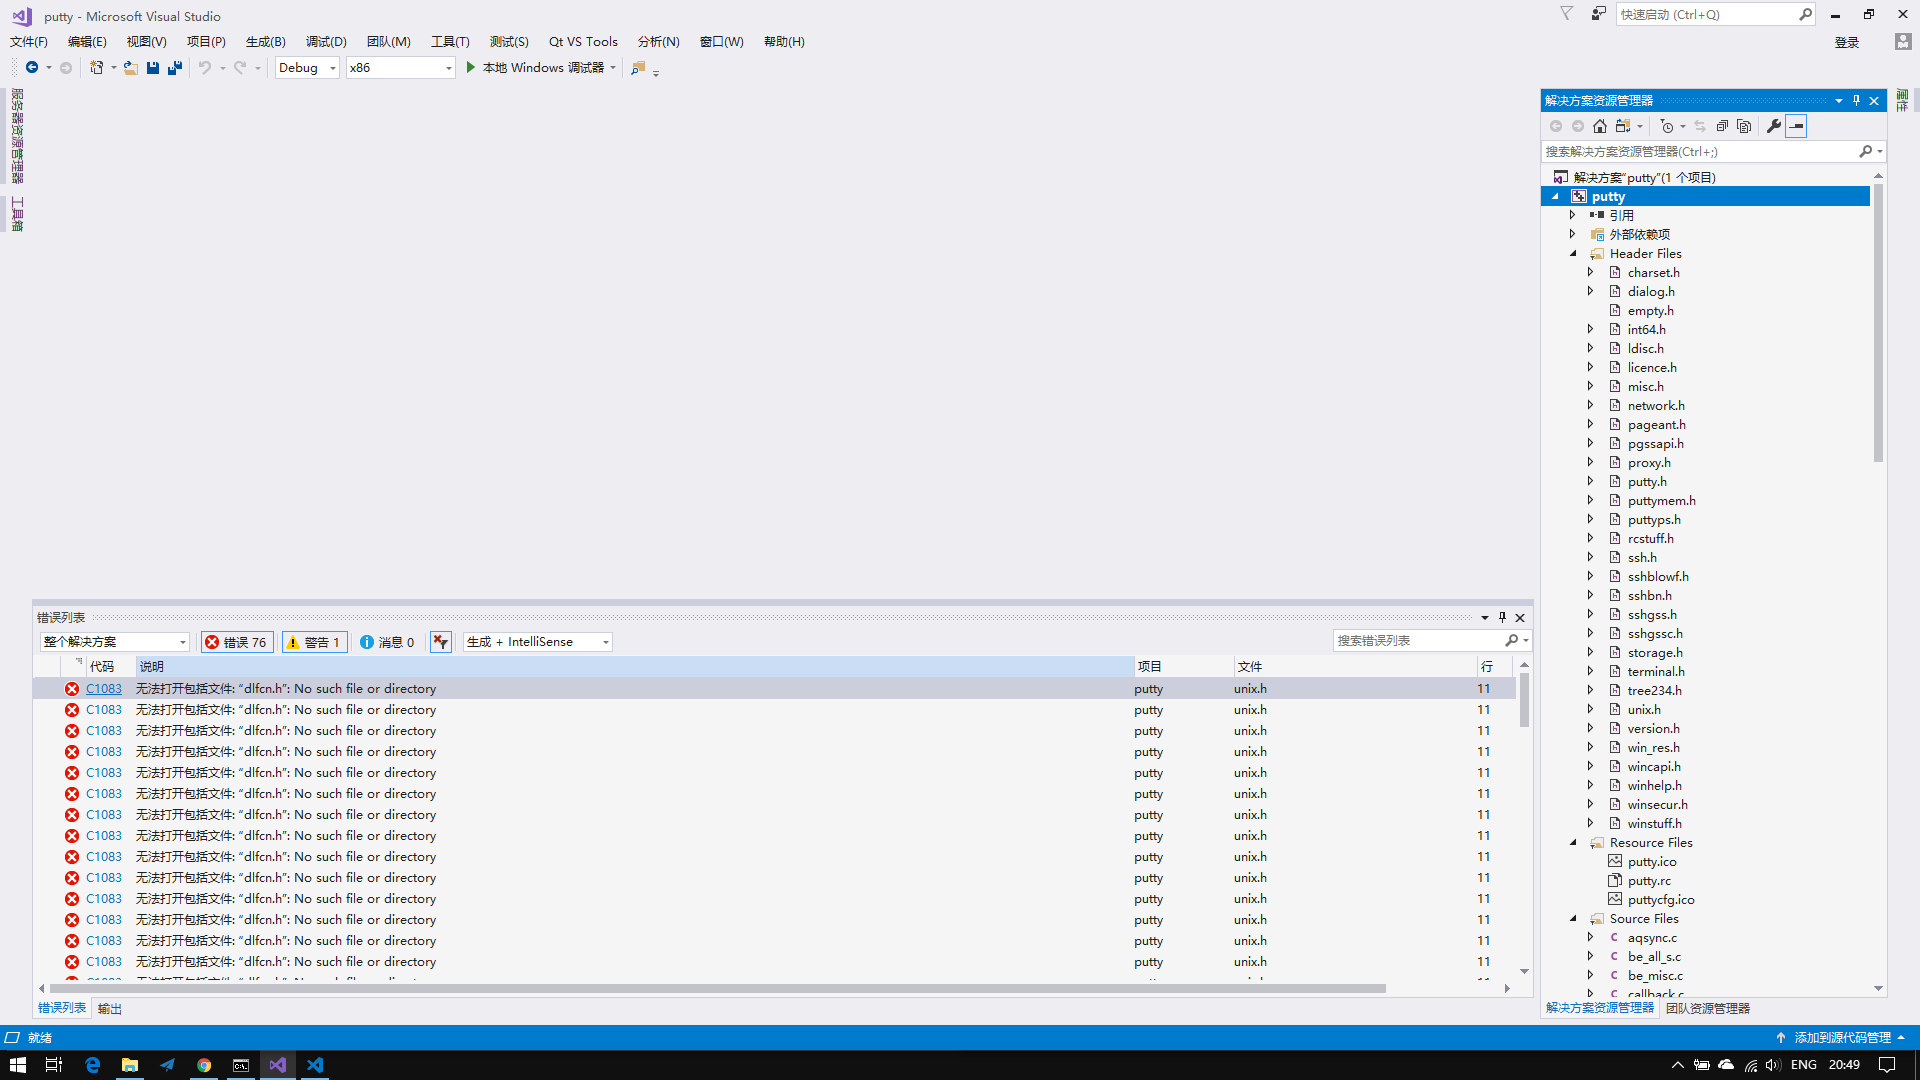 putty - Microsoft Visual Studio
快速启动 (Ctrl+Q)
文件(F) 编辑(E) 视图(V) 项目(P) 生成(B) 调试(D) 团队(M) 工具(T) 测试(S) Qt VS Tools 分析(N) 窗口(W) 帮助(H)
登录
Debug x86 本地 Windows 调试器
服务器资源管理器
工具箱
解决方案资源管理器
属性
搜索解决方案资源管理器(Ctrl+;)
解决方案"putty"(1 个项目)
putty
引用
外部依赖项
Header Files
charset.h
dialog.h
empty.h
int64.h
ldisc.h
licence.h
misc.h
network.h
pageant.h
pgssapi.h
proxy.h
putty.h
puttymem.h
puttyps.h
rcstuff.h
ssh.h
sshblowf.h
sshbn.h
sshgss.h
sshgssc.h
storage.h
terminal.h
tree234.h
unix.h
version.h
win_res.h
wincapi.h
winhelp.h
winsecur.h
winstuff.h
Resource Files
putty.ico
putty.rc
puttycfg.ico
Source Files
aqsync.c
be_all_s.c
be_misc.c
callback.c
解决方案资源管理器 团队资源管理器
错误列表
整个解决方案 错误 76 警告 1 消息 0 生成 + IntelliSense 搜索错误列表
代码 说明 项目 文件 行
C1083 无法打开包括文件: “dlfcn.h”: No such file or directory putty unix.h 11
C1083 无法打开包括文件: “dlfcn.h”: No such file or directory putty unix.h 11
C1083 无法打开包括文件: “dlfcn.h”: No such file or directory putty unix.h 11
C1083 无法打开包括文件: “dlfcn.h”: No such file or directory putty unix.h 11
C1083 无法打开包括文件: “dlfcn.h”: No such file or directory putty unix.h 11
C1083 无法打开包括文件: “dlfcn.h”: No such file or directory putty unix.h 11
C1083 无法打开包括文件: “dlfcn.h”: No such file or directory putty unix.h 11
C1083 无法打开包括文件: “dlfcn.h”: No such file or directory putty unix.h 11
C1083 无法打开包括文件: “dlfcn.h”: No such file or directory putty unix.h 11
C1083 无法打开包括文件: “dlfcn.h”: No such file or directory putty unix.h 11
C1083 无法打开包括文件: “dlfcn.h”: No such file or directory putty unix.h 11
C1083 无法打开包括文件: “dlfcn.h”: No such file or directory putty unix.h 11
C1083 无法打开包括文件: “dlfcn.h”: No such file or directory putty unix.h 11
C1083 无法打开包括文件: “dlfcn.h”: No such file or directory putty unix.h 11
错误列表 输出
就绪
添加到源代码管理
ENG 20:49